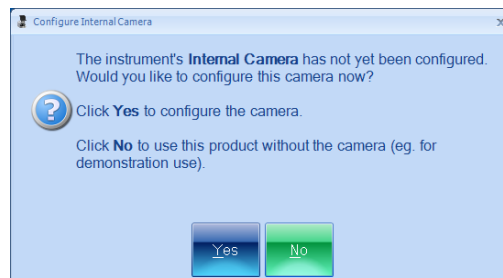 Configure Internal Camera
The instrument's Internal Camera has not yet been configured.
Would you like to configure this camera now?
Click Yes to configure the camera.
Click No to use this product without the camera (eg. for
demonstration use).
Yes
No